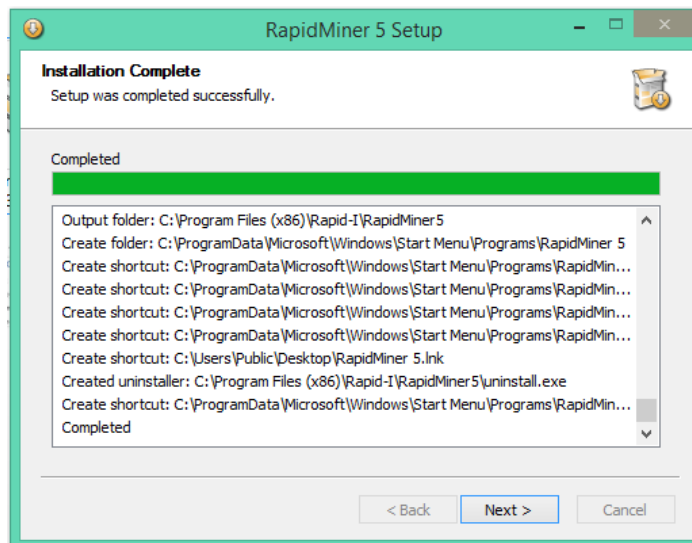 RapidMiner 5 Setup
Installation Complete
Setup was completed successfully.
Completed
Output folder: C:\Program Files (x86)\Rapid-I\RapidMiner5
Create folder: C:\ProgramData\Microsoft\Windows\Start Menu\Programs\RapidMiner 5
Create shortcut: C:\ProgramData\Microsoft\Windows\Start Menu\Programs\RapidMin...
Create shortcut: C:\ProgramData\Microsoft\Windows\Start Menu\Programs\RapidMin...
Create shortcut: C:\ProgramData\Microsoft\Windows\Start Menu\Programs\RapidMin...
Create shortcut: C:\ProgramData\Microsoft\Windows\Start Menu\Programs\RapidMin...
Create shortcut: C:\Users\Public\Desktop\RapidMiner 5.lnk
Created uninstaller: C:\Program Files (x86)\Rapid-I\RapidMiner5\uninstall.exe
Create shortcut: C:\ProgramData\Microsoft\Windows\Start Menu\Programs\RapidMin...
Completed
< Back Next > Cancel